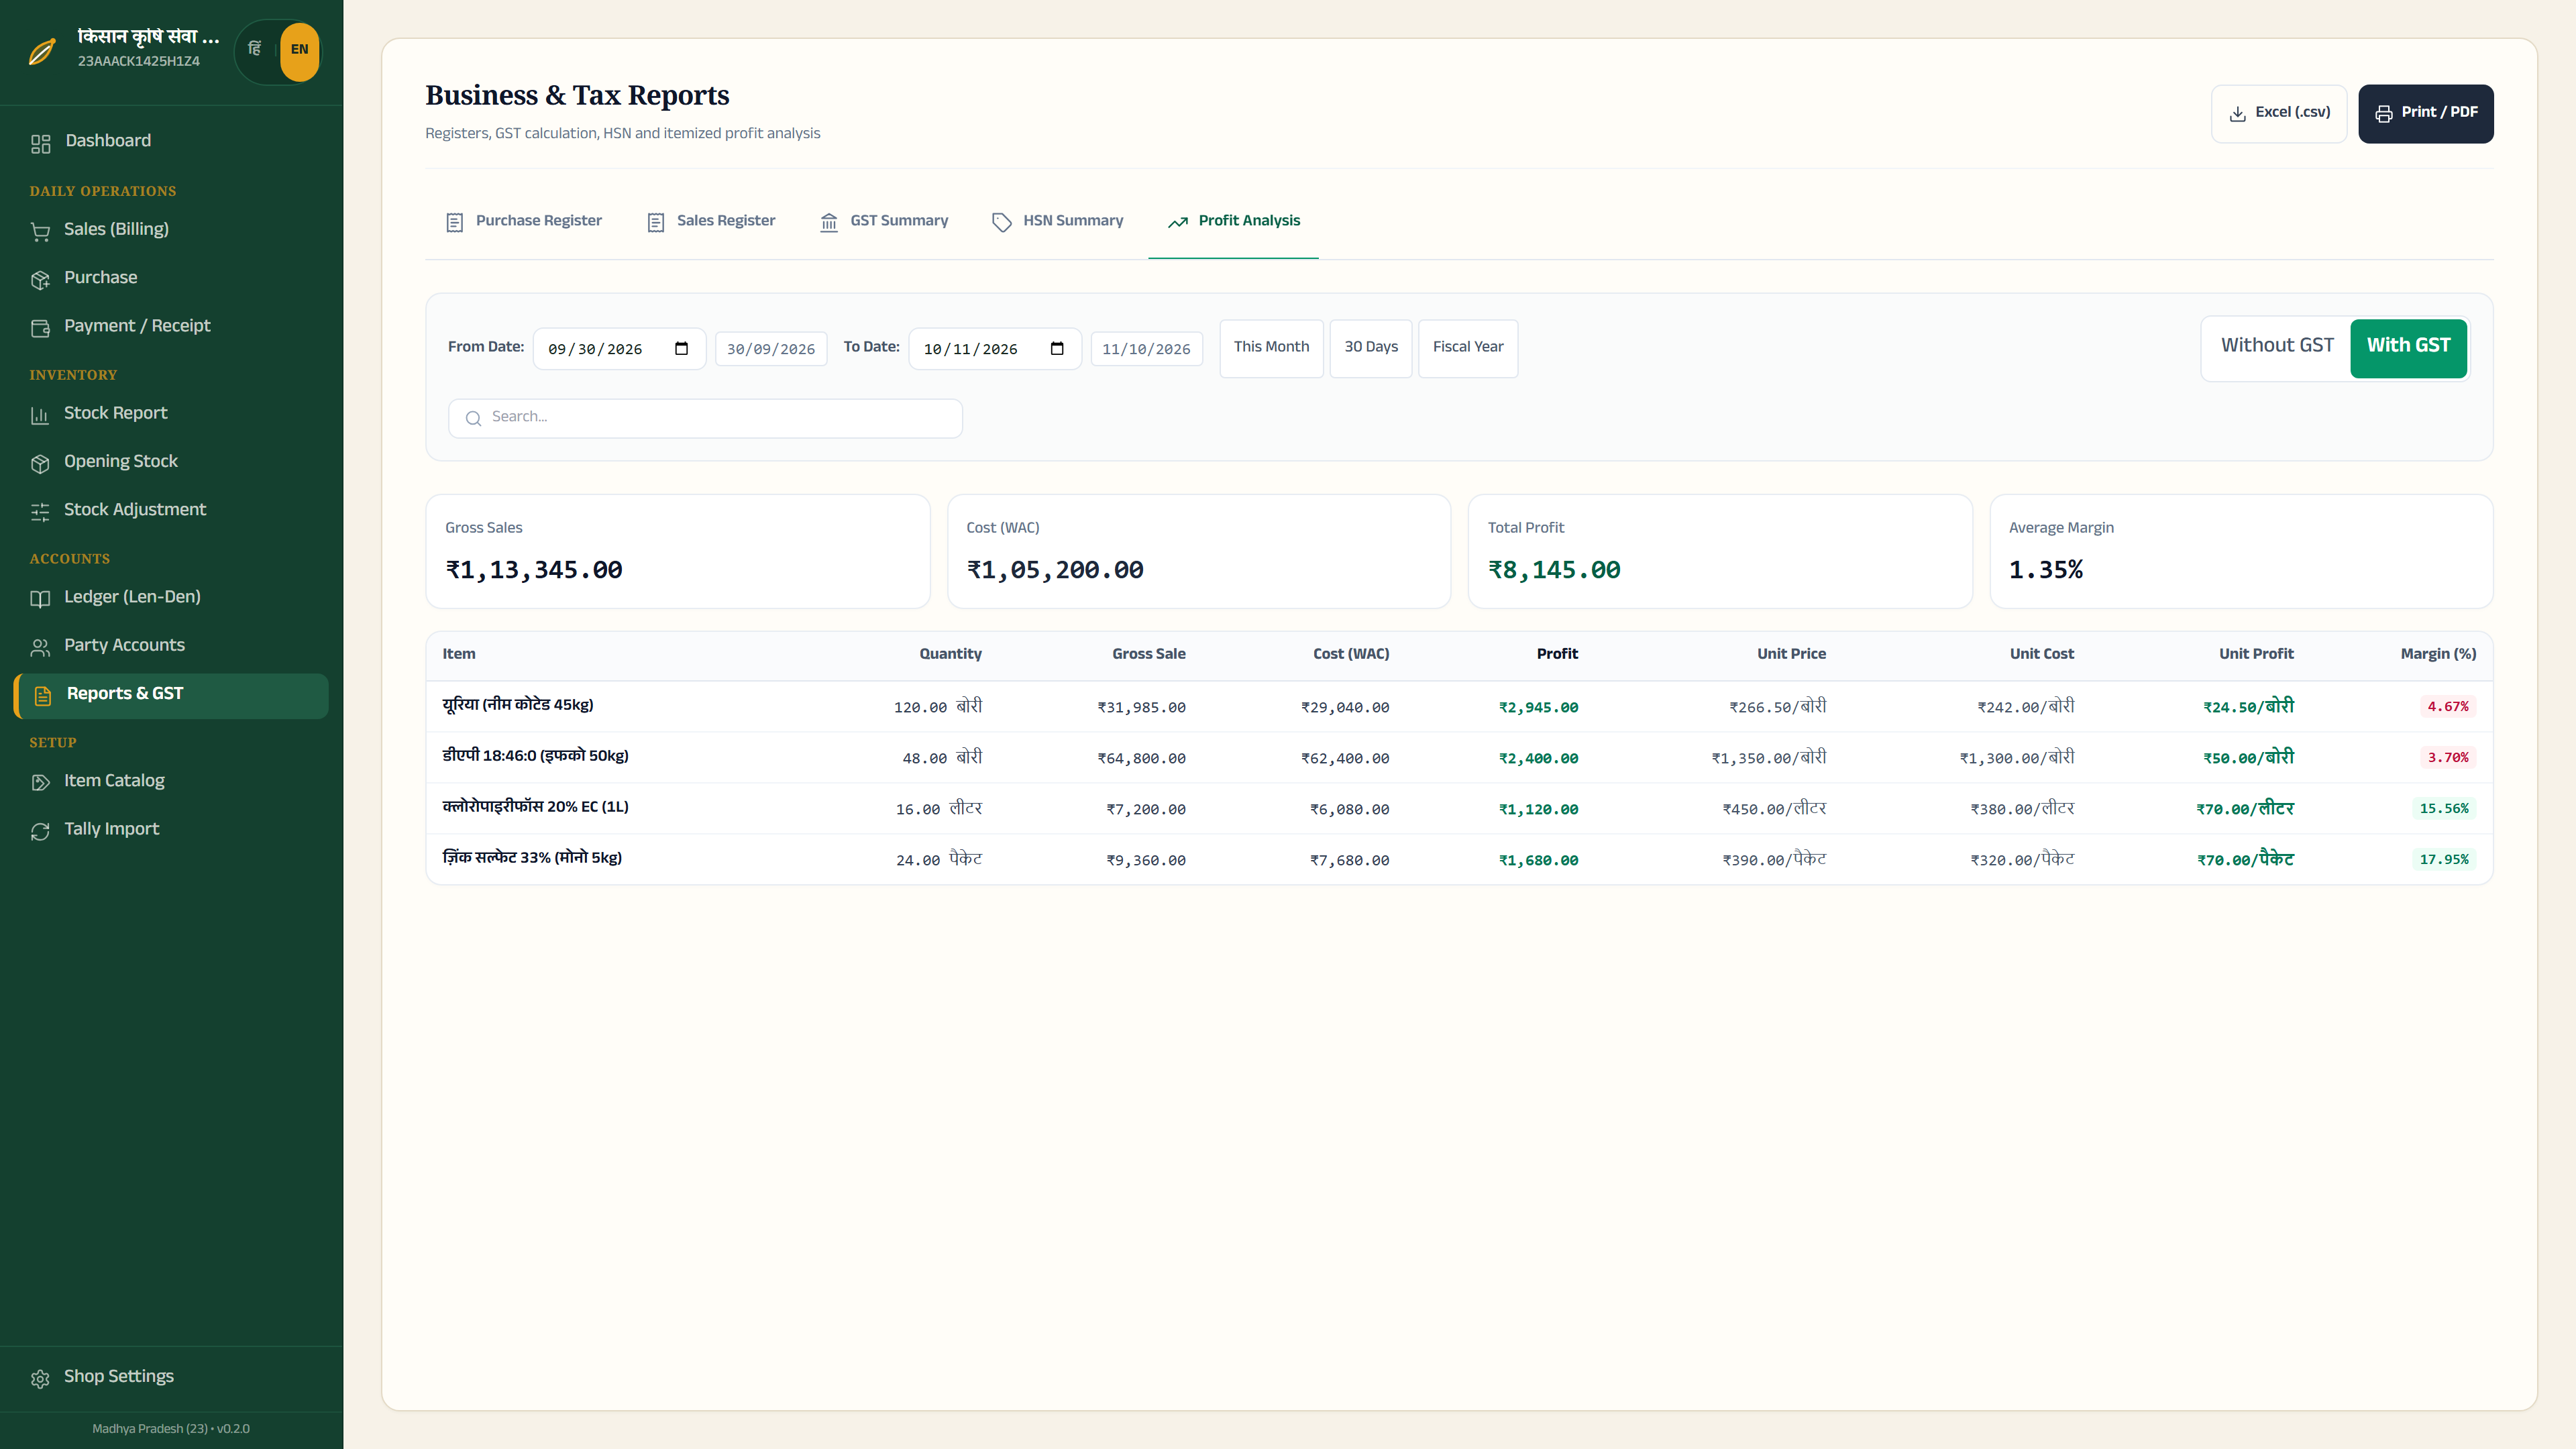 किसान कृषि सेवा ...
23AAACK1425H1Z4
हिं
EN
Dashboard
DAILY OPERATIONS
Sales (Billing)
Purchase
Payment / Receipt
INVENTORY
Stock Report
Opening Stock
Stock Adjustment
ACCOUNTS
Ledger (Len-Den)
Party Accounts
Reports & GST
SETUP
Item Catalog
Tally Import
Shop Settings
Madhya Pradesh (23) • v0.2.0
Business & Tax Reports
Registers, GST calculation, HSN and itemized profit analysis
Excel (.csv)
Print / PDF
Purchase Register
Sales Register
GST Summary
HSN Summary
Profit Analysis
From Date: 09/30/2026 30/09/2026 To Date: 10/11/2026 11/10/2026 This Month 30 Days Fiscal Year
Without GST With GST
Search...
Gross Sales
₹1,13,345.00
Cost (WAC)
₹1,05,200.00
Total Profit
₹8,145.00
Average Margin
1.35%
Item Quantity Gross Sale Cost (WAC) Profit Unit Price Unit Cost Unit Profit Margin (%)
यूरिया (नीम कोटेड 45kg) 120.00 बोरी ₹31,985.00 ₹29,040.00 ₹2,945.00 ₹266.50/बोरी ₹242.00/बोरी ₹24.50/बोरी 4.67%
डीएपी 18:46:0 (इफको 50kg) 48.00 बोरी ₹64,800.00 ₹62,400.00 ₹2,400.00 ₹1,350.00/बोरी ₹1,300.00/बोरी ₹50.00/बोरी 3.70%
क्लोरोपाइरीफॉस 20% EC (1L) 16.00 लीटर ₹7,200.00 ₹6,080.00 ₹1,120.00 ₹450.00/लीटर ₹380.00/लीटर ₹70.00/लीटर 15.56%
ज़िंक सल्फेट 33% (मोनो 5kg) 24.00 पैकेट ₹9,360.00 ₹7,680.00 ₹1,680.00 ₹390.00/पैकेट ₹320.00/पैकेट ₹70.00/पैकेट 17.95%